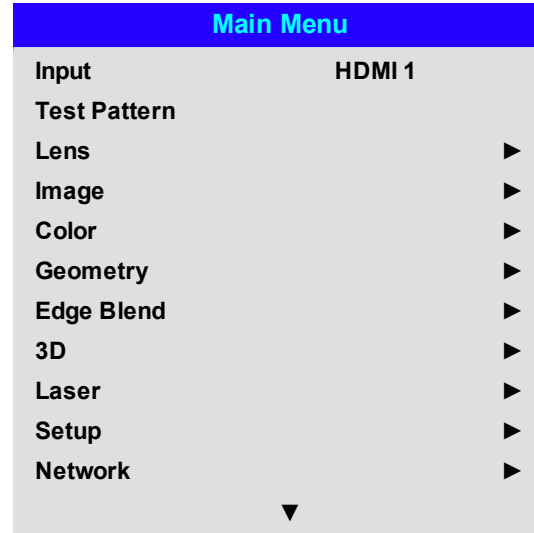 Main Menu
Input HDMI 1
Test Pattern
Lens ►
Image ►
Color ►
Geometry ►
Edge Blend ►
3D ►
Laser ►
Setup ►
Network ►
▼